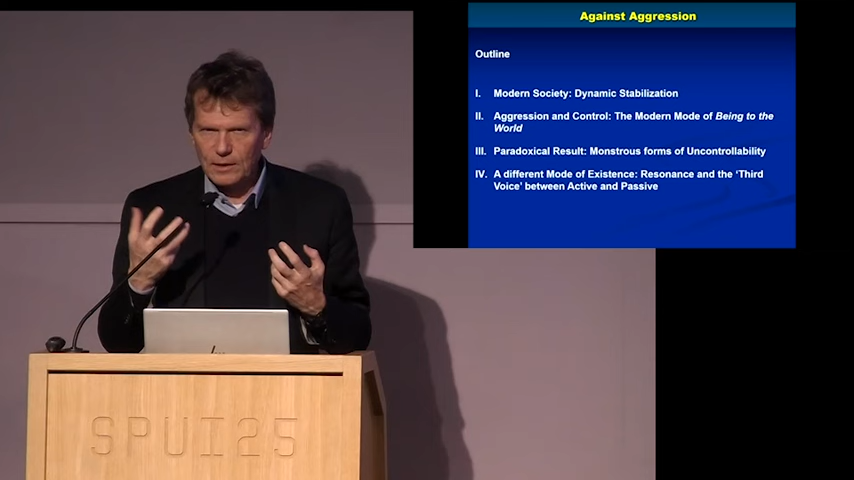 Against Aggression
Outline
I. Modern Society: Dynamic Stabilization
II. Aggression and Control: The Modern Mode of Being to the
World
III. Paradoxical Result: Monstrous forms of Uncontrollability
IV. A different Mode of Existence: Resonance and the ‘Third
Voice’ between Active and Passive
SPUI25